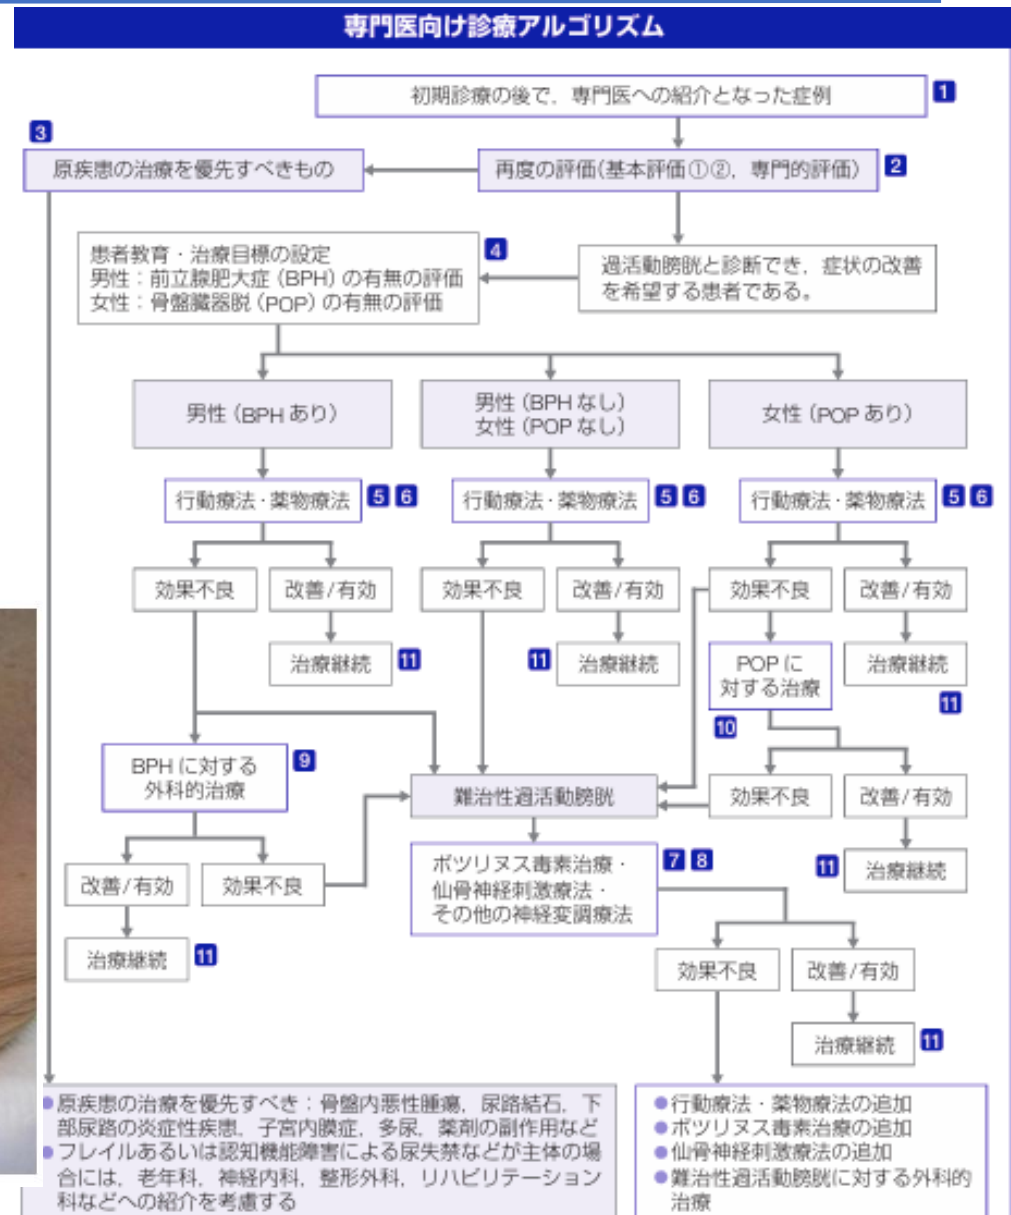 専門医向け診療アルゴリズム
初期診療の後で，専門医への紹介となった症例
1
3
原疾患の治療を優先すべきもの
再度の評価(基本評価①②，専門的評価)
2
患者教育・治療目標の設定
男性：前立腺肥大症（BPH）の有無の評価
女性：骨盤臓器脱（POP）の有無の評価
4
過活動膀胱と診断でき，症状の改善
を希望する患者である。
男性（BPH あり）
男性（BPH なし）
女性（POP なし）
女性（POP あり）
行動療法・薬物療法
5 6
行動療法・薬物療法
5 6
行動療法・薬物療法
5 6
効果不良
改善/有効
効果不良
改善/有効
効果不良
改善/有効
治療継続
11
11
治療継続
POP に
対する治療
10
治療継続
11
BPH に対する
外科的治療
9
難治性過活動膀胱
効果不良
改善/有効
改善/有効
効果不良
ボツリヌス毒素治療・
仙骨神経刺激療法・
その他の神経変調療法
7 8
11
治療継続
治療継続
11
効果不良
改善/有効
治療継続
11
●原疾患の治療を優先すべき：骨盤内悪性腫瘍，尿路結石，下
部尿路の炎症性疾患，子宮内膜症，多尿，薬剤の副作用など
●フレイルあるいは認知機能障害による尿失禁などが主体の場
合には，老年科，神経内科，整形外科，リハビリテーション
科などへの紹介を考慮する
●行動療法・薬物療法の追加
●ボツリヌス毒素治療の追加
●仙骨神経刺激療法の追加
●難治性過活動膀胱に対する外科的
治療